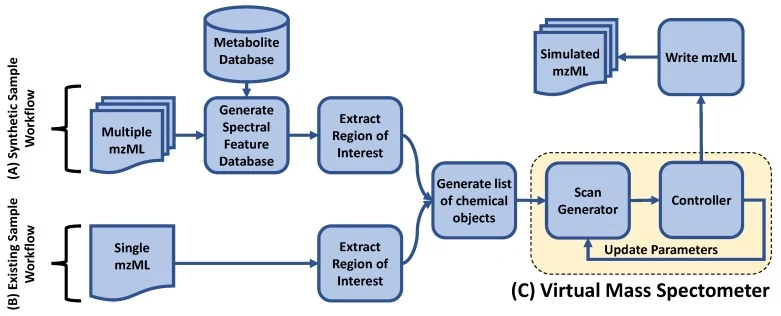 (A) Synthetic Sample
Workflow
Metabolite
Database
Multiple
mzML
Generate
Spectral
Feature
Database
Extract
Region of
Interest
(B) Existing Sample
Workflow
Single
mzML
Extract
Region of
Interest
Generate list
of chemical
objects
Simulated
mzML
Write mzML
Scan
Generator
Controller
Update Parameters
(C) Virtual Mass Spectometer